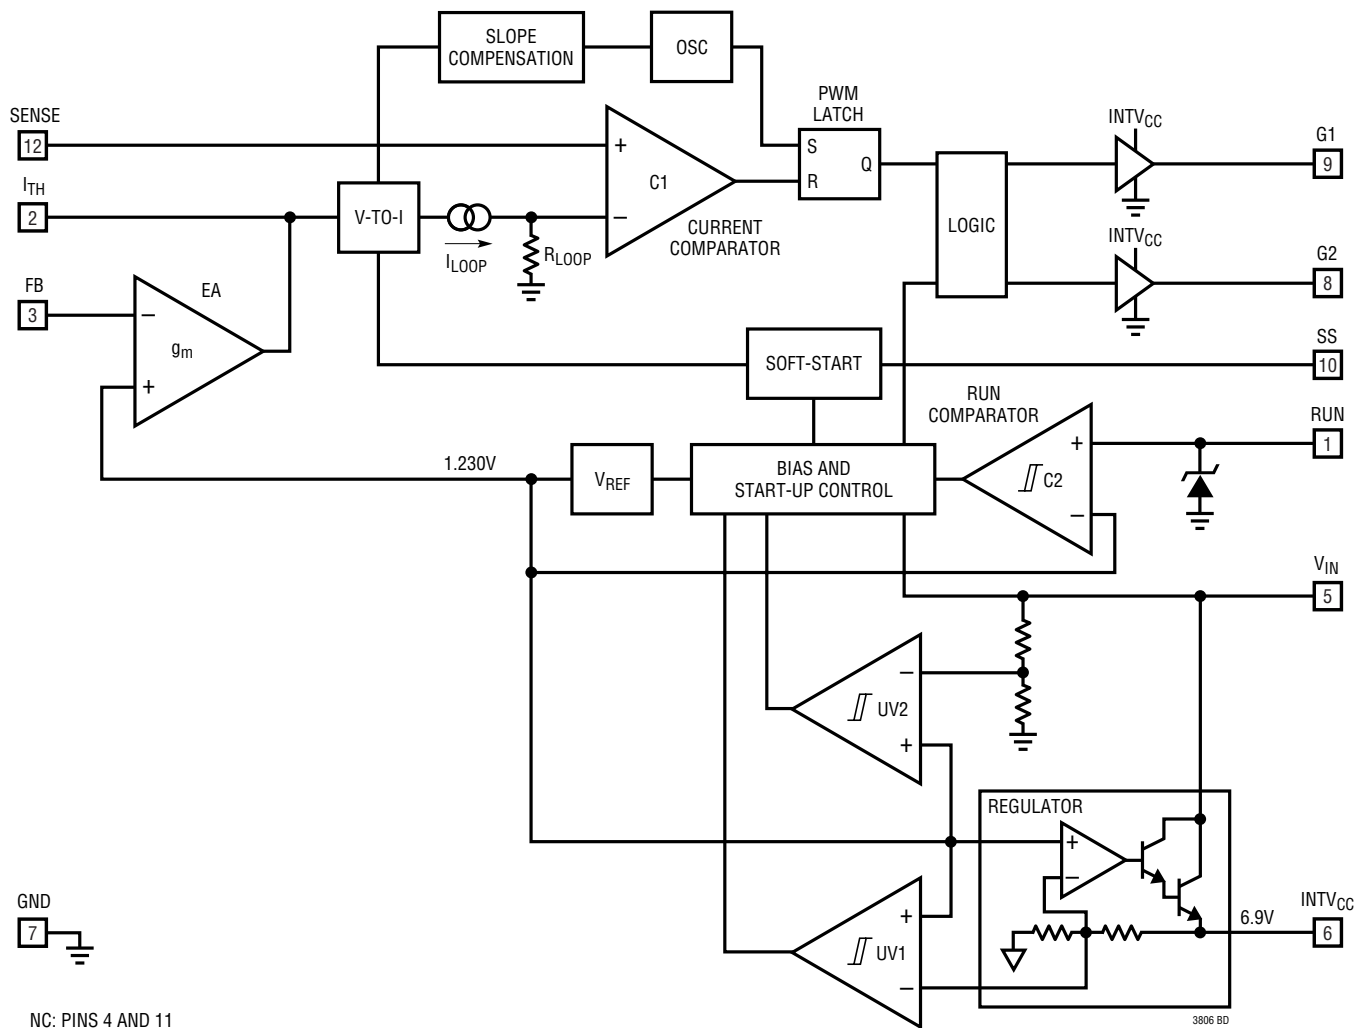 SLOPE
COMPENSATION
OSC
PWM
LATCH
INTVCC
G1
9
SENSE
12
+
C1
−
CURRENT
COMPARATOR
S
R
Q
LOGIC
ITH
2
V-TO-I
ILOOP
RLOOP
INTVCC
G2
8
FB
3
EA
−
gm
+
SOFT-START
SS
10
RUN
COMPARATOR
RUN
1
1.230V
VREF
BIAS AND
START-UP CONTROL
+
C2
−
VIN
5
−
UV2
+
REGULATOR
+
−
GND
7
+
UV1
−
6.9V
INTVCC
6
NC: PINS 4 AND 11
3806 BD